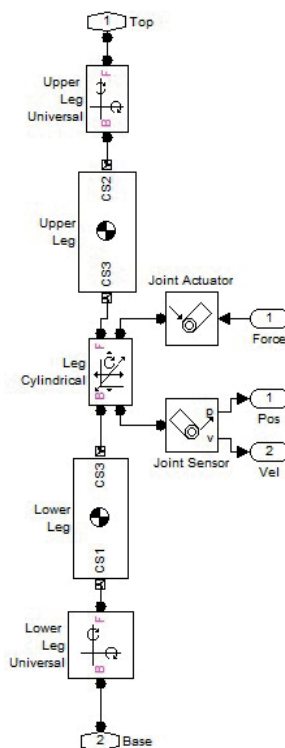 1 Top
F
Upper
Leg
Universal
B
CS2
Upper
Leg
CS3
Joint Actuator
F
Leg
Cylindrical
B
1
Force
p
v
1
Pos
Joint Sensor
2
Vel
CS3
Lower
Leg
CS1
Lower
Leg
Universal
F
B
2 Base